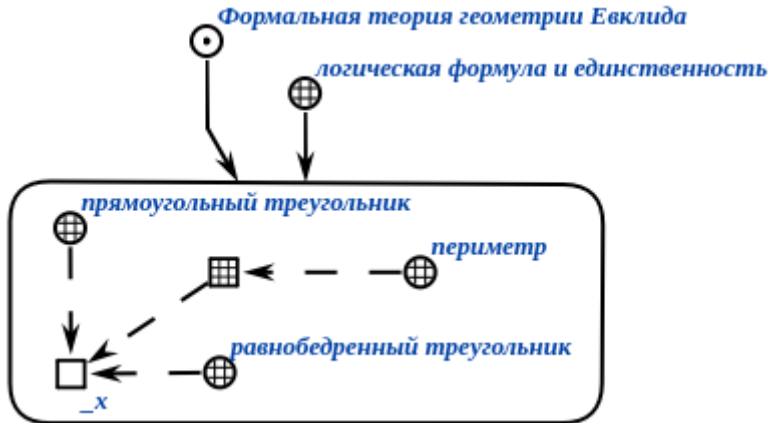 Формальная теория геометрии Евклида
логическая формула и единственность
прямоугольный треугольник
периметр
равнобедренный треугольник
_x